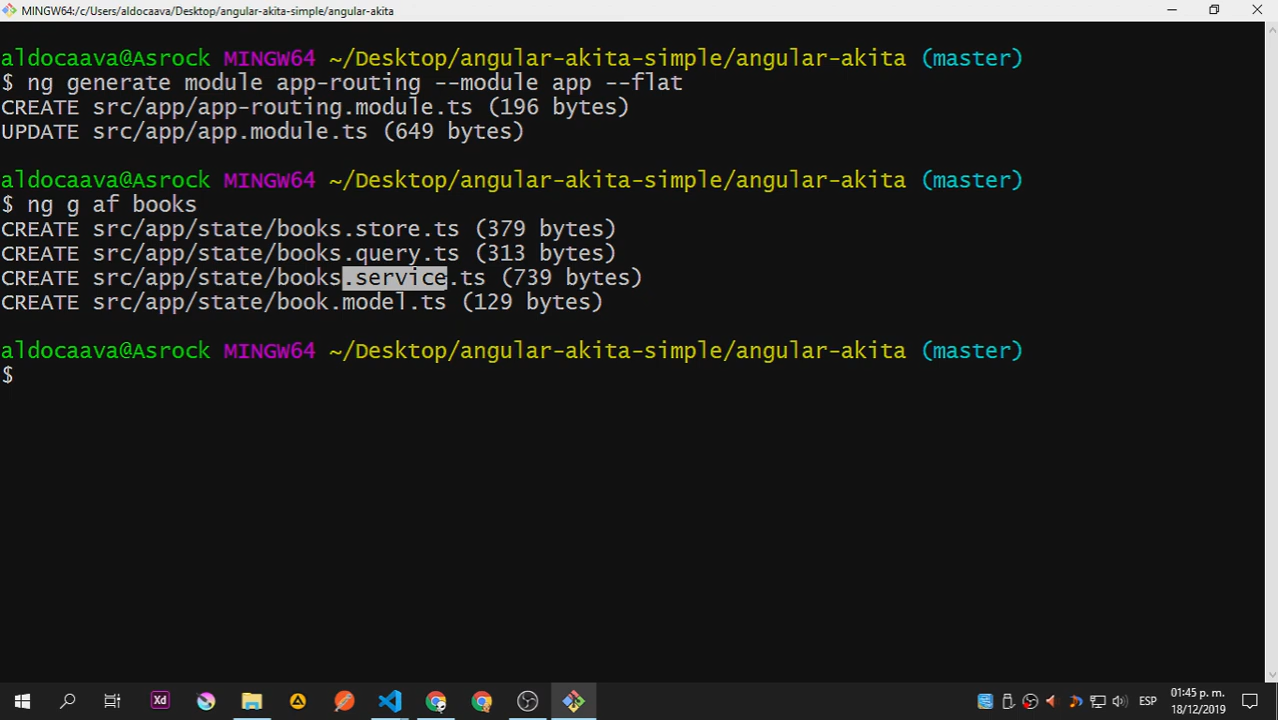 MINGW64:/c/Users/aldocaava/Desktop/angular-akita-simple/angular-akita
aldocaava@Asrock MINGW64 ~/Desktop/angular-akita-simple/angular-akita (master)
$ ng generate module app-routing --module app --flat
CREATE src/app/app-routing.module.ts (196 bytes)
UPDATE src/app/app.module.ts (649 bytes)
aldocaava@Asrock MINGW64 ~/Desktop/angular-akita-simple/angular-akita (master)
$ ng g af books
CREATE src/app/state/books.store.ts (379 bytes)
CREATE src/app/state/books.query.ts (313 bytes)
CREATE src/app/state/books.service.ts (739 bytes)
CREATE src/app/state/book.model.ts (129 bytes)
aldocaava@Asrock MINGW64 ~/Desktop/angular-akita-simple/angular-akita (master)
$
Xd
ESP
01:45 p. m.
18/12/2019